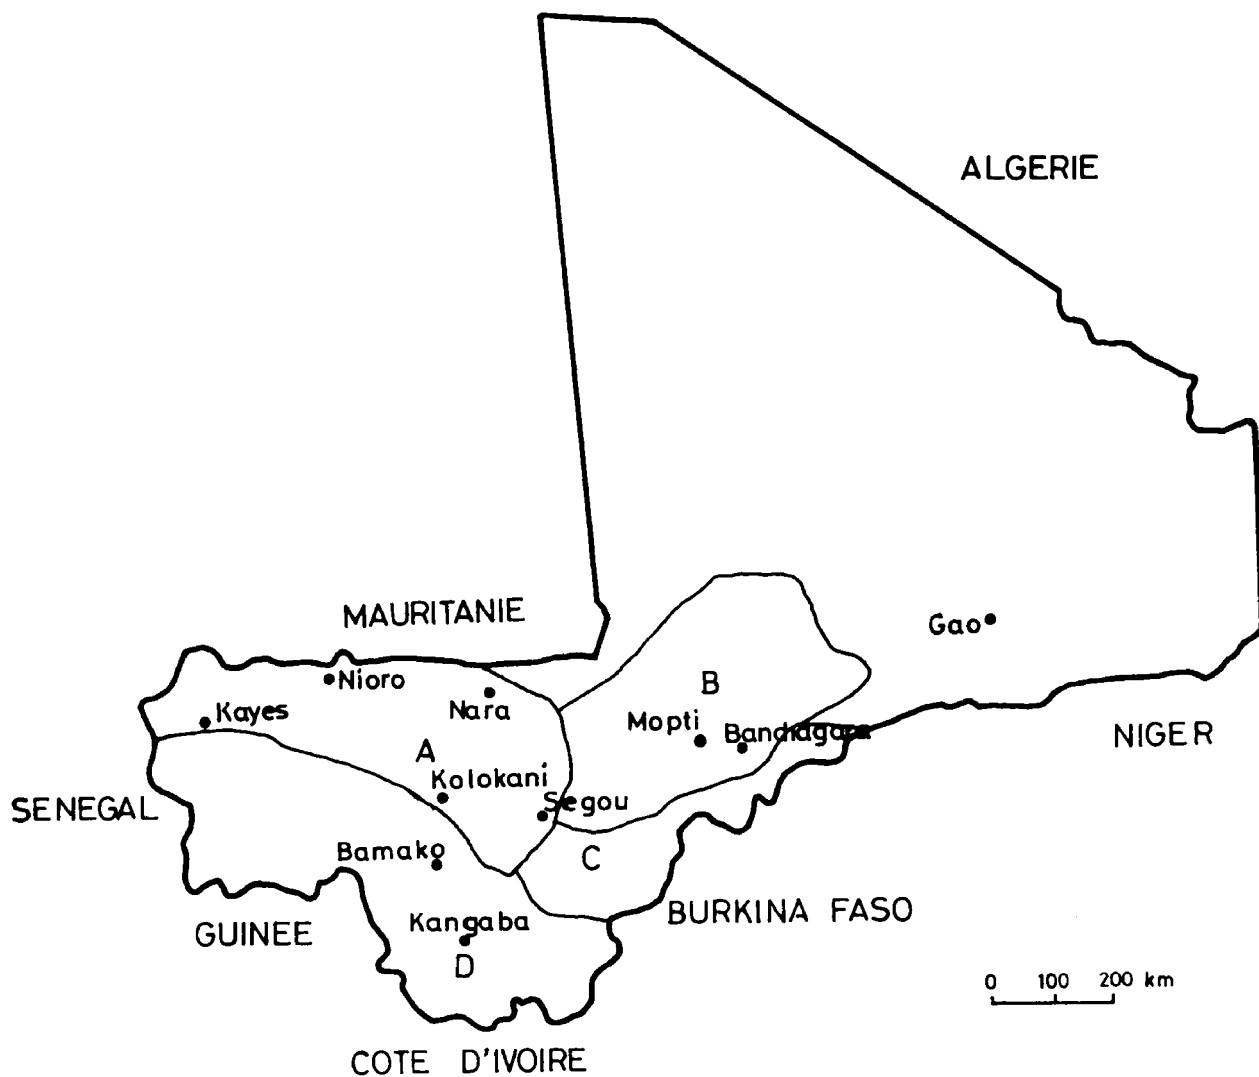 ALGERIE
MAURITANIE
Gao
Nioro
B
Kayes
Nara
Mopti
Bandiagara
NIGER
A
Kolokani
SENEGAL
Segou
Bamako
C
GUINEE
Kangaba
BURKINA FASO
D
0 100 200 km
COTE D'IVOIRE